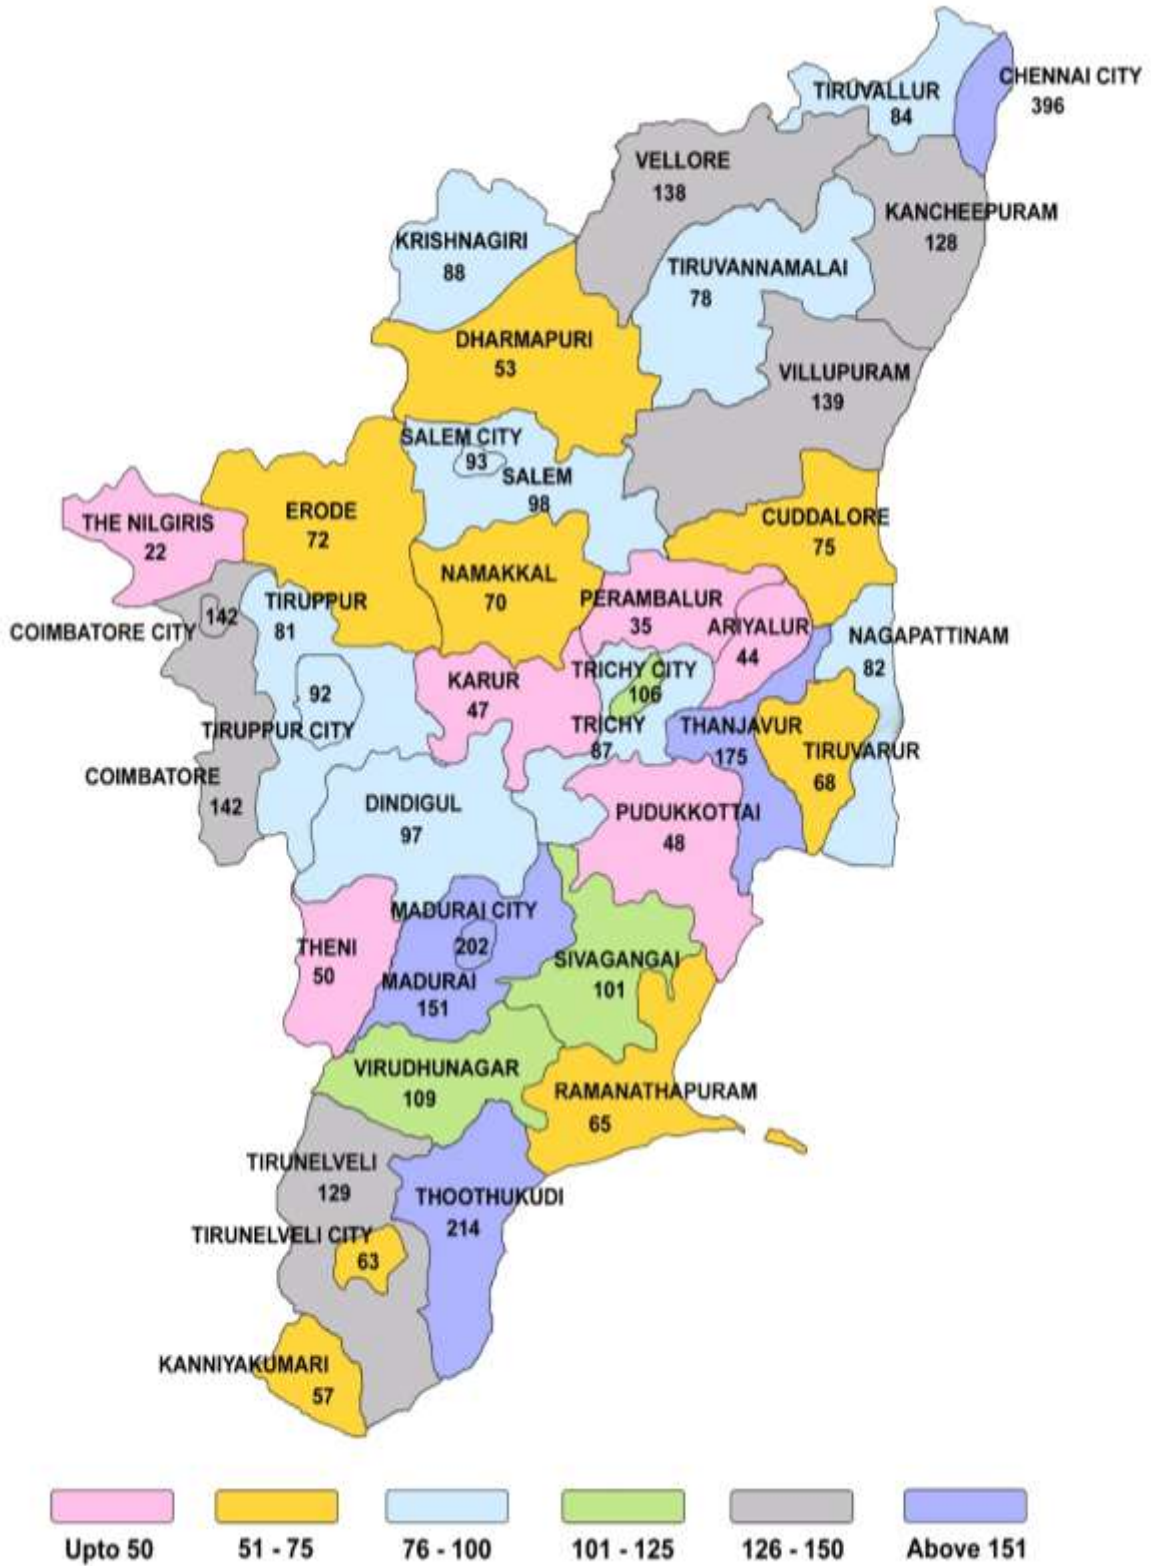 CHENNAI CITY
396
TIRUVALLUR
84
VELLORE
138
KANCHEEPURAM
128
KRISHNAGIRI
88
TIRUVANNAMALAI
78
DHARMAPURI
53
VILLUPURAM
139
SALEM CITY
93
SALEM
98
THE NILGIRIS
22
ERODE
72
CUDDALORE
75
NAMAKKAL
70
PERAMBALUR
35
TIRUPPUR
81
142
COIMBATORE CITY
ARIYALUR
44
NAGAPATTINAM
82
TRICHY CITY
106
KARUR
47
92
TIRUPPUR CITY
TRICHY
87
THANJAVUR
175
TIRUVARUR
68
COIMBATORE
142
DINDIGUL
97
PUDUKKOTTAI
48
MADURAI CITY
202
THENI
50
SIVAGANGAI
101
MADURAI
151
VIRUDHUNAGAR
109
RAMANATHAPURAM
65
TIRUNELVELI
129
THOOTHUKUDI
214
TIRUNELVELI CITY
63
KANNIYAKUMARI
57
Upto 50
51 - 75
76 - 100
101 - 125
126 - 150
Above 151